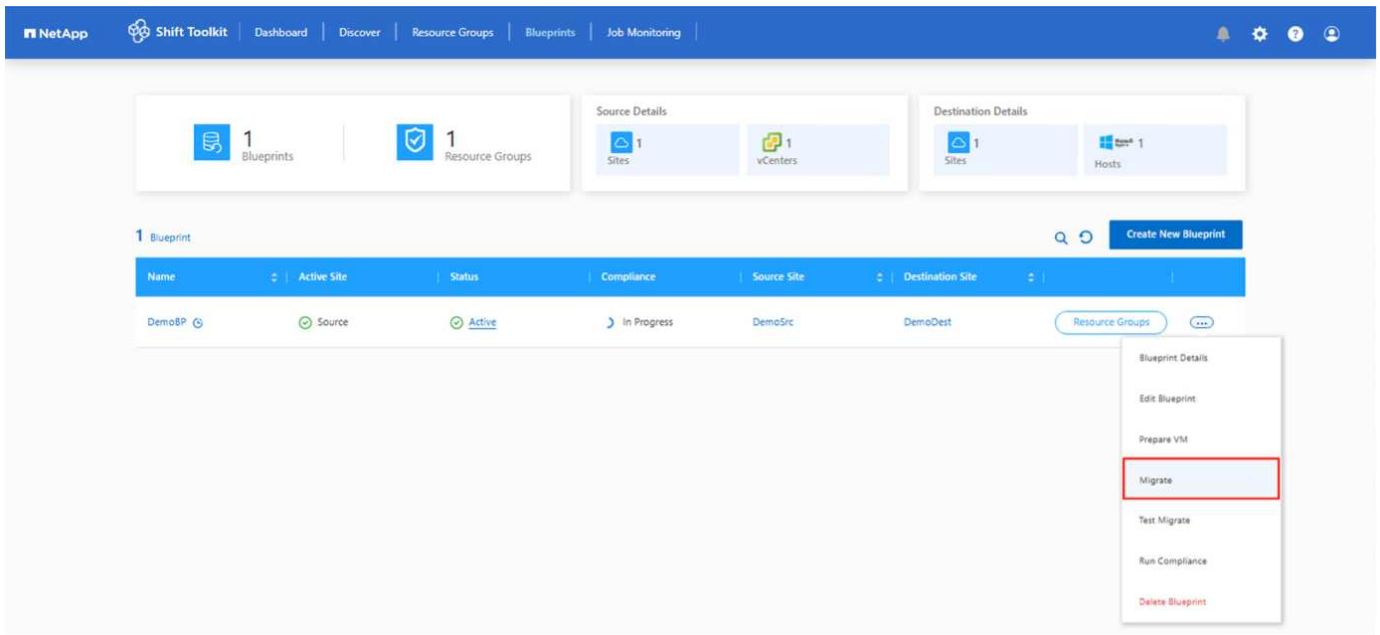 NetApp Shift Toolkit Dashboard Discover Resource Groups Blueprints Job Monitoring
Source Details
Destination Details
1
Blueprints
1
Resource Groups
1
Sites
1
vCenters
1
Sites
1
Hosts
1 Blueprint
Create New Blueprint
Name Active Site Status Compliance Source Site Destination Site
DemoBP Source Active In Progress DemoSrc DemoDest Resource Groups
Blueprint Details
Edit Blueprint
Prepare VM
Migrate
Test Migrate
Run Compliance
Delete Blueprint